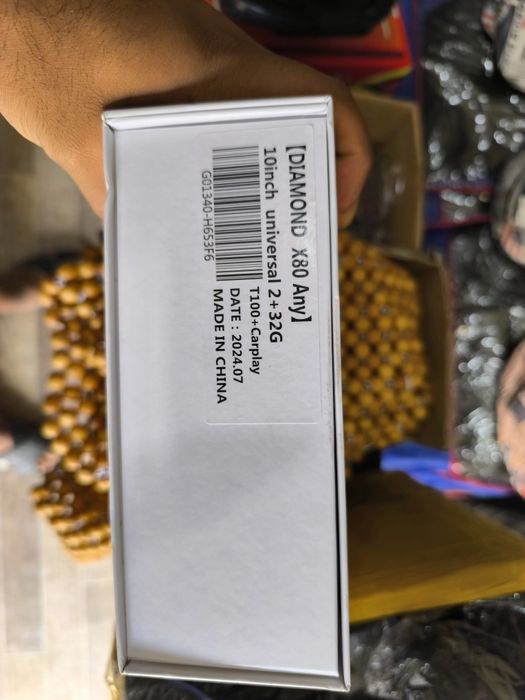 【DIAMOND X80 Any】
10inch universal 2+32G
T100+Carplay
DATE : 2024.07
MADE IN CHINA
G01340-H653F6